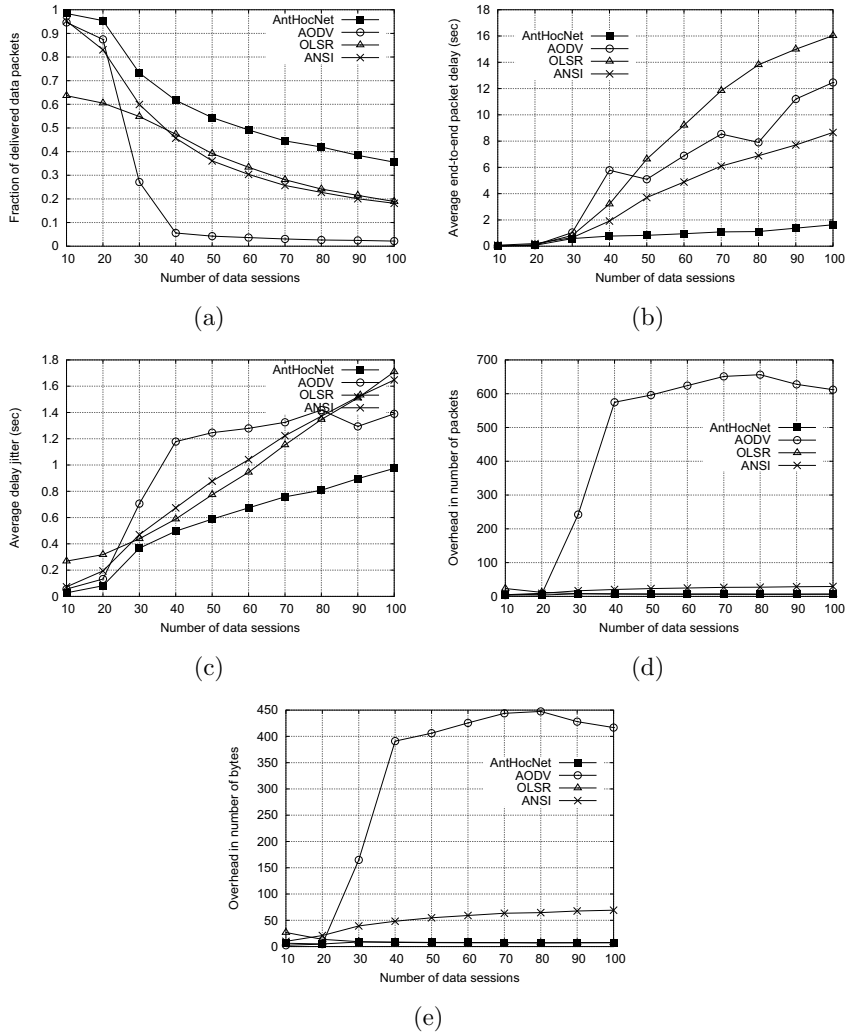 1
0.9
0.8
0.7
0.6
0.5
0.4
0.3
0.2
0.1
0
10 20 30 40 50 60 70 80 90 100
Fraction of delivered data packets
Number of data sessions
AntHocNet
AODV
OLSR
ANSI
(a)
18
16
14
12
10
8
6
4
2
0
10 20 30 40 50 60 70 80 90 100
Average end-to-end packet delay (sec)
Number of data sessions
AntHocNet
AODV
OLSR
ANSI
(b)
1.8
1.6
1.4
1.2
1
0.8
0.6
0.4
0.2
0
10 20 30 40 50 60 70 80 90 100
Average delay jitter (sec)
Number of data sessions
AntHocNet
AODV
OLSR
ANSI
(c)
700
600
500
400
300
200
100
0
10 20 30 40 50 60 70 80 90 100
Overhead in number of packets
Number of data sessions
AntHocNet
AODV
OLSR
ANSI
(d)
450
400
350
300
250
200
150
100
50
0
10 20 30 40 50 60 70 80 90 100
Overhead in number of bytes
Number of data sessions
AntHocNet
AODV
OLSR
ANSI
(e)